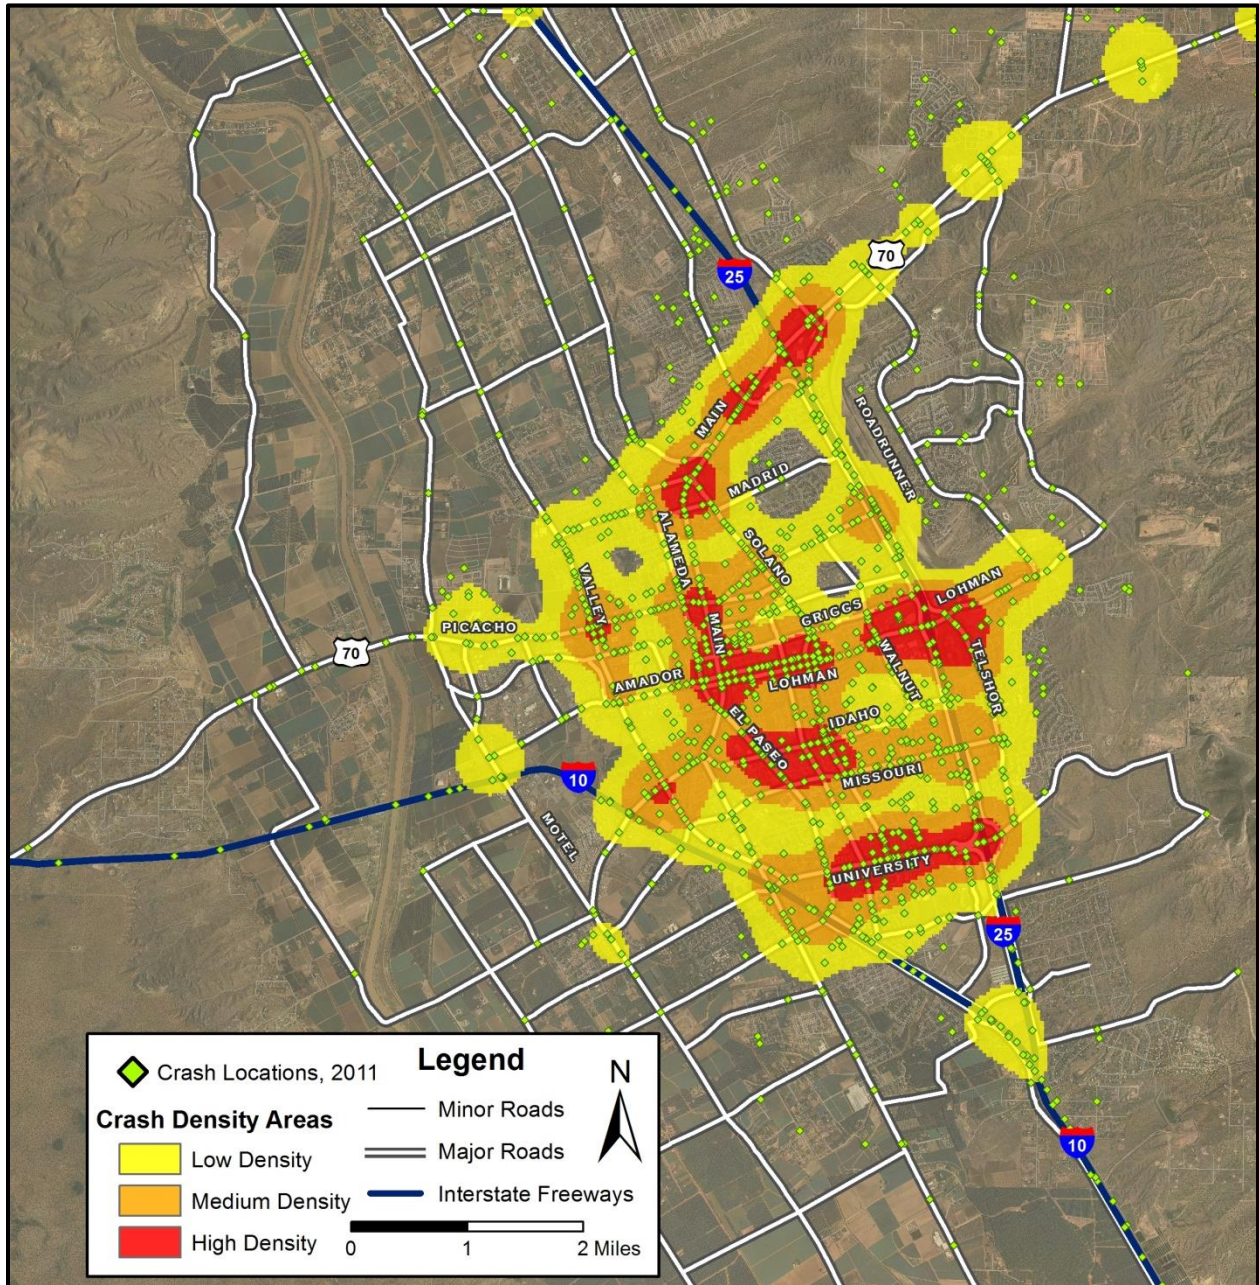 70
25
ROADRUNNER
MAIN
MADRID
ALAMEDA
SOLANO
VALLEY
LOHMAN
GRIGGS
PICACHO
MAIN
70
WALNUT
TELSHOR
AMADOR
LOHMAN
IDAHO
EL PASEO
10
MISSOURI
MOTEL
UNIVERSITY
25
10
Legend
Crash Locations, 2011
N
Crash Density Areas
Minor Roads
Low Density
Major Roads
Medium Density
Interstate Freeways
High Density
0 1 2 Miles